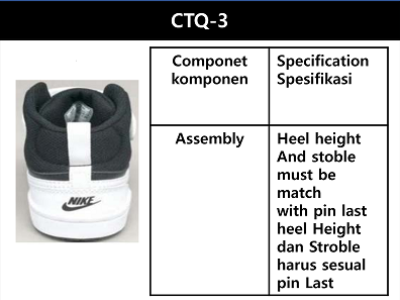 CTQ-3
Componet
komponen
Specification
Spesifikasi
NIKE
Assembly
Heel height
And stoble
must be
match
with pin last
heel Height
dan Stroble
harus sesual
pin Last